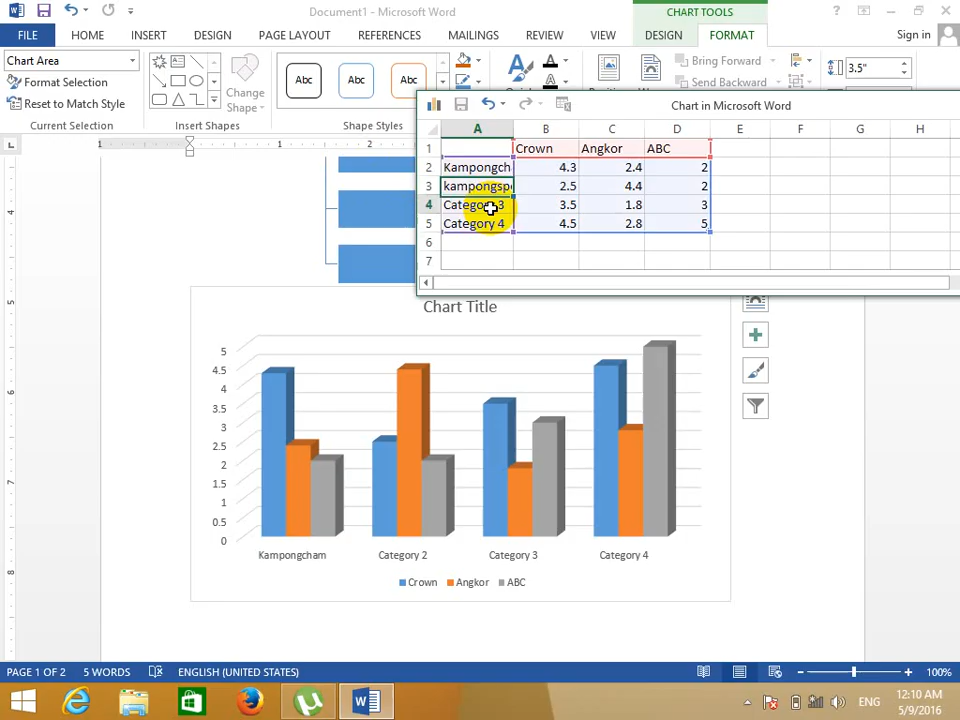 Document1 - Microsoft Word
CHART TOOLS
FILE HOME INSERT DESIGN PAGE LAYOUT REFERENCES MAILINGS REVIEW VIEW DESIGN FORMAT Sign in
Chart Area
Format Selection
Reset to Match Style
Current Selection
Change
Shape
Insert Shapes
Abc Abc Abc
Shape Styles
Bring Forward
Send Backward
3.5"
Chart in Microsoft Word
A B C D E F G H
1 Crown Angkor ABC
2 Kampongch 4.3 2.4 2
3 kampongspe 2.5 4.4 2
4 Category 3 3.5 1.8 3
5 Category 4 4.5 2.8 5
6
7
Chart Title
5
4.5
4
3.5
3
2.5
2
1.5
1
0.5
0
Kampongcham Category 2 Category 3 Category 4
Crown Angkor ABC
PAGE 1 OF 2 5 WORDS ENGLISH (UNITED STATES) 100%
ENG
12:10 AM
5/9/2016